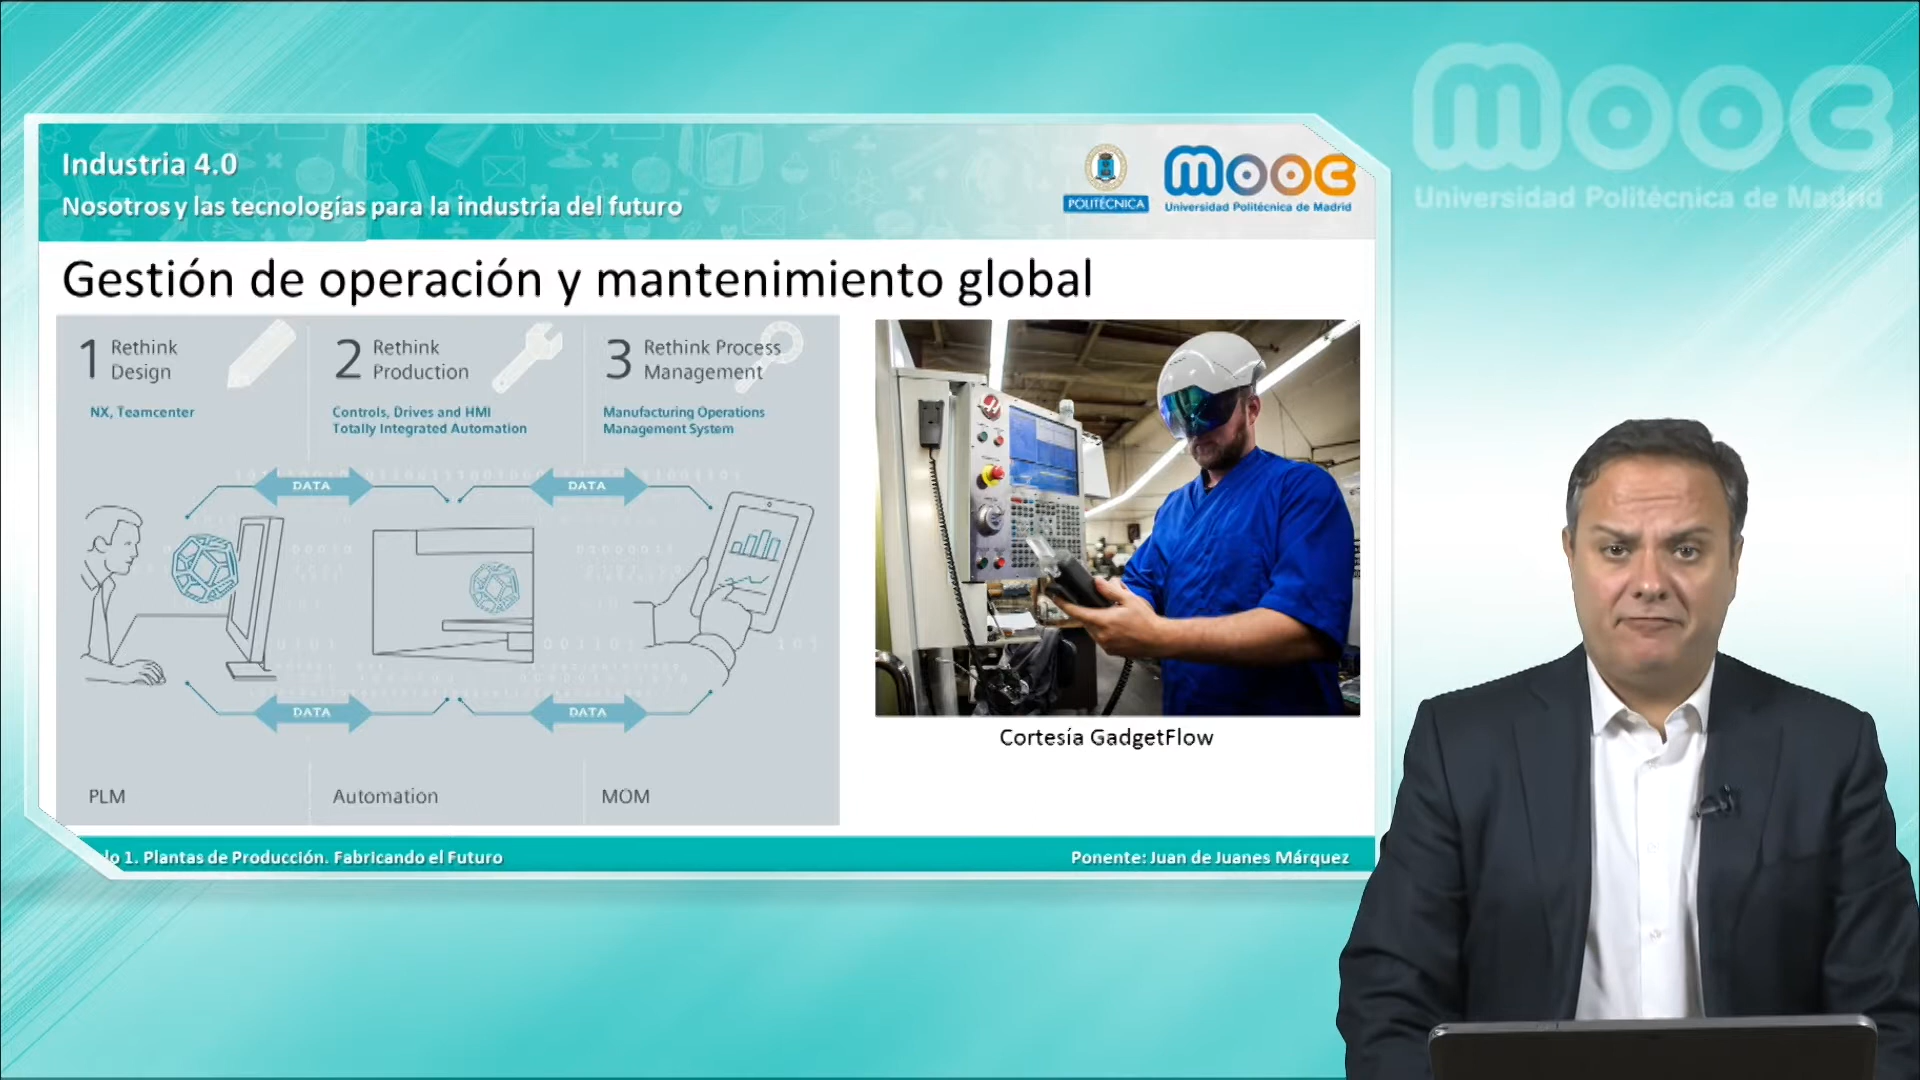 mooc
Universidad Politécnica de Madrid
Industria 4.0
Nosotros y las tecnologías para la industria del futuro
POLITÉCNICA
mooc
Universidad Politécnica de Madrid
Gestión de operación y mantenimiento global
1 Rethink
Design
NX, Teamcenter
2 Rethink
Production
Controls, Drives and HMI
Totally Integrated Automation
3 Rethink Process
Management
Manufacturing Operations
Management System
DATA
DATA
DATA
DATA
PLM
Automation
MOM
Cortesía GadgetFlow
lo 1. Plantas de Producción. Fabricando el Futuro
Ponente: Juan de Juanes Márquez